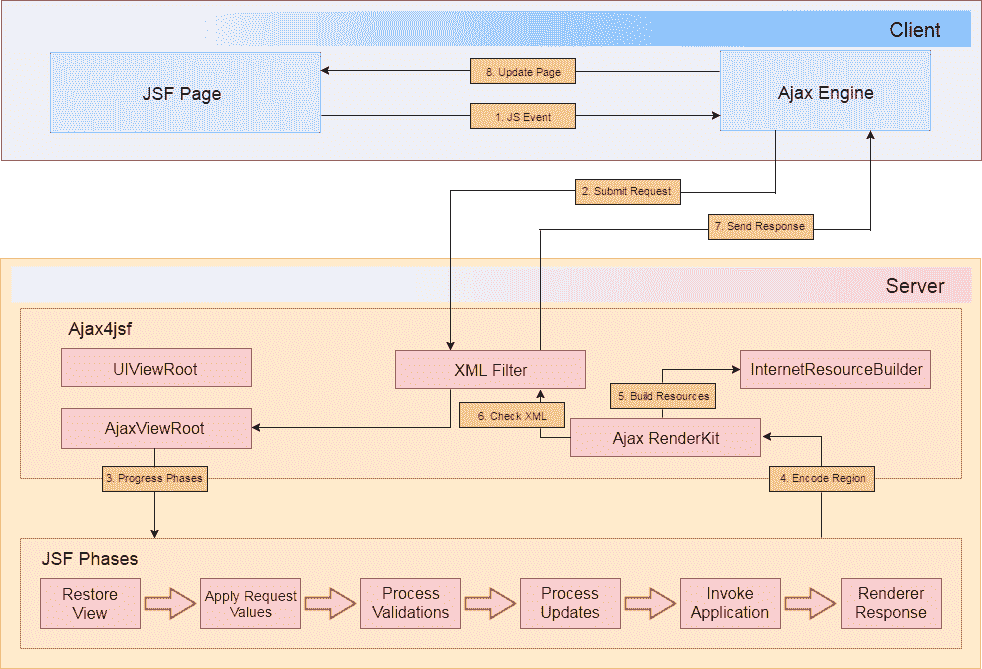 Client
JSF Page
8. Update Page
Ajax Engine
1. JS Event
2. Submit Request
7. Send Response
Server
Ajax4jsf
UIViewRoot
XML Filter
InternetResourceBuilder
5. Build Resources
6. Check XML
AjaxViewRoot
Ajax RenderKit
3. Progress Phases
4. Encode Region
JSF Phases
Restore
View
Apply Request
Values
Process
Validations
Process
Updates
Invoke
Application
Renderer
Response